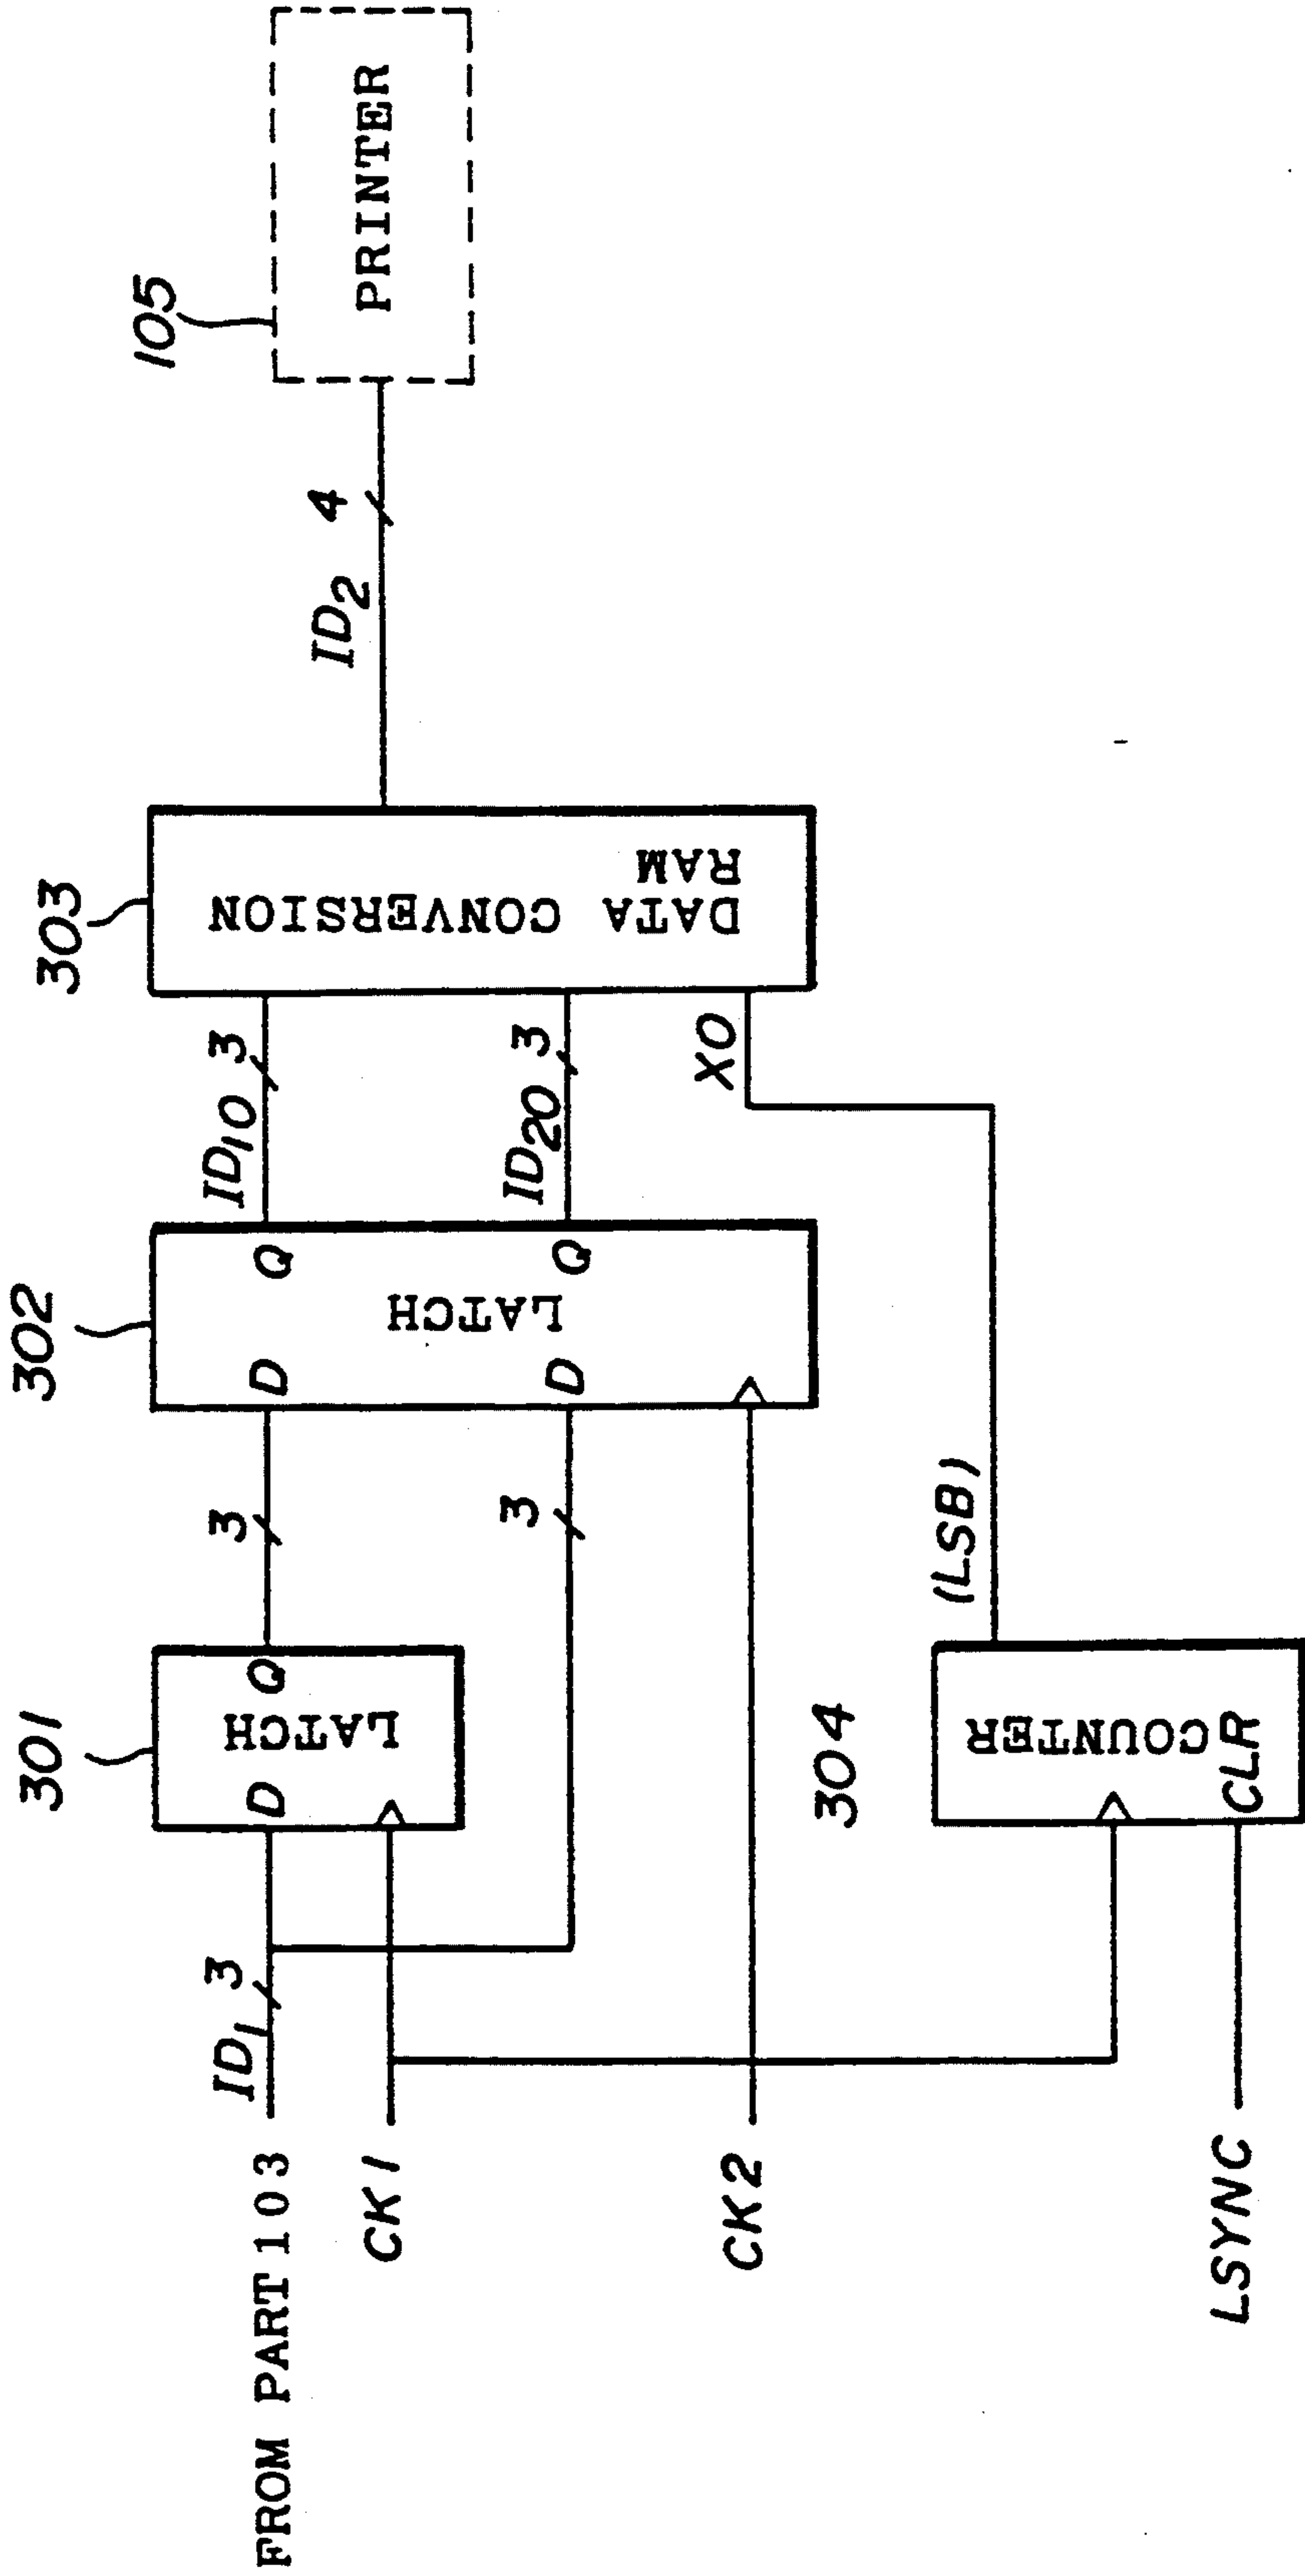 FROM PART 103
ID1 3
CK1
CK2
LSYNC
301
D Q
LATCH
3
3
304
COUNTER
CLR
(LSB)
302
D Q
LATCH
D Q
ID10 3
ID20 3
XO
303
DATA CONVERSION
RAM
ID2 4
105
PRINTER